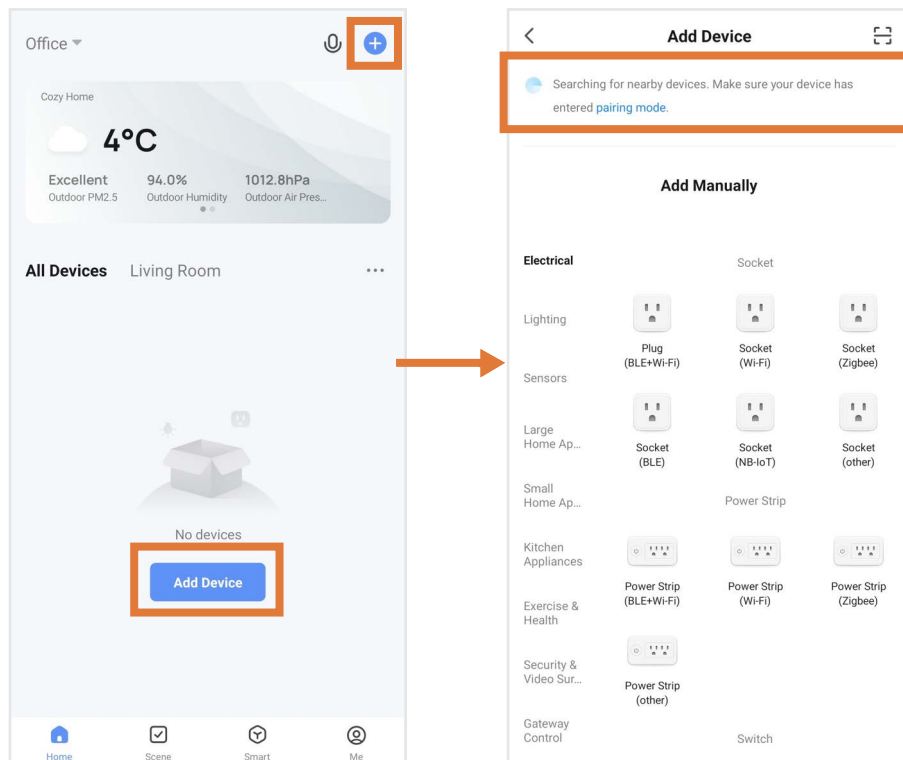 Office
Cozy Home
4°C
Excellent 94.0% 1012.8hPa
Outdoor PM2.5 Outdoor Humidity Outdoor Air Pres...
All Devices Living Room
No devices
Add Device
Home Scene Smart Me
Add Device
Searching for nearby devices. Make sure your device has
entered pairing mode.
Add Manually
Electrical
Lighting
Sensors
Large
Home Ap...
Small
Home Ap...
Kitchen
Appliances
Exercise &
Health
Security &
Video Sur...
Gateway
Control
Socket
Plug Socket Socket
(BLE+Wi-Fi) (Wi-Fi) (Zigbee)
Socket Socket Socket
(BLE) (NB-IoT) (other)
Power Strip
Power Strip Power Strip Power Strip
(BLE+Wi-Fi) (Wi-Fi) (Zigbee)
Power Strip
(other)
Switch